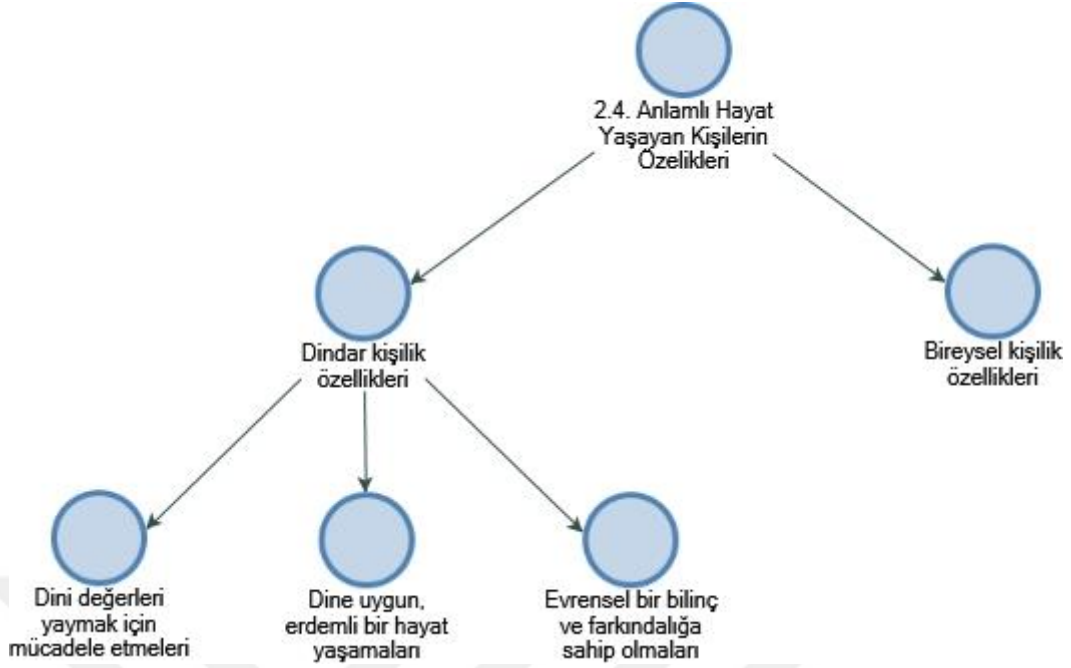 2.4. Anlamlı Hayat
Yaşayan Kişilerin
Özelikleri
Dindar kişilik
özellikleri
Bireysel kişilik
özellikleri
Dini değerleri
yaymak için
mücadele etmeleri
Dine uygun,
erdemli bir hayat
yaşamaları
Evrensel bir bilinç
ve farkındalığa
sahip olmaları